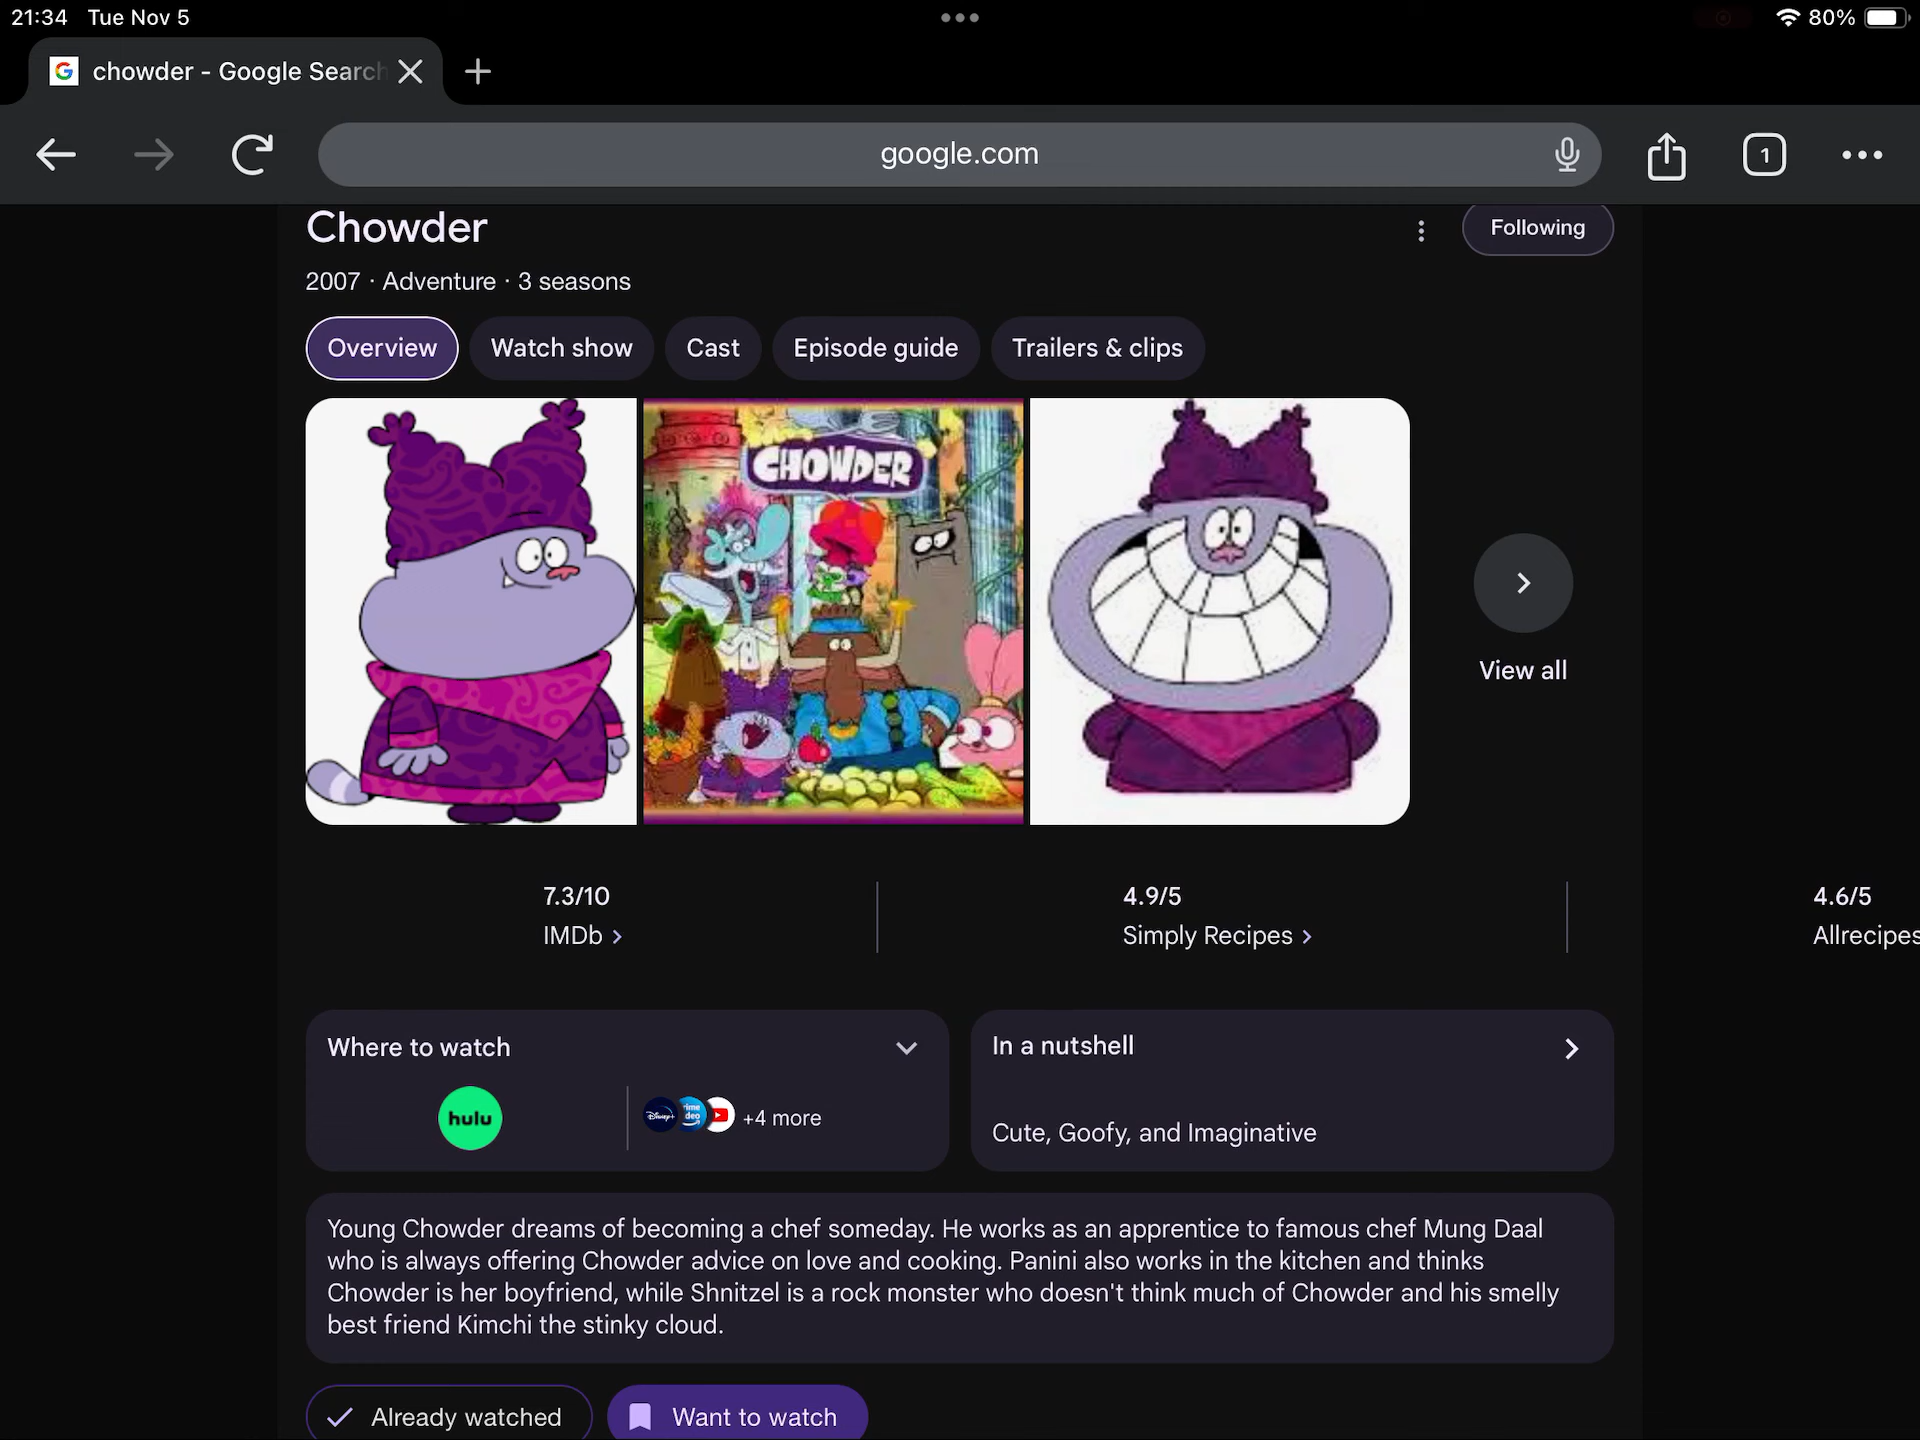 21:34 Tue Nov 5
80%
chowder - Google Search
google.com
1
Chowder
Following
2007 · Adventure · 3 seasons
Overview
Watch show
Cast
Episode guide
Trailers & clips
CHOWDER
View all
7.3/10
IMDb
4.9/5
Simply Recipes
4.6/5
Allrecipes
Where to watch
hulu
Disney+
+4 more
In a nutshell
Cute, Goofy, and Imaginative
Young Chowder dreams of becoming a chef someday. He works as an apprentice to famous chef Mung Daal
who is always offering Chowder advice on love and cooking. Panini also works in the kitchen and thinks
Chowder is her boyfriend, while Shnitzel is a rock monster who doesn't think much of Chowder and his smelly
best friend Kimchi the stinky cloud.
Already watched
Want to watch